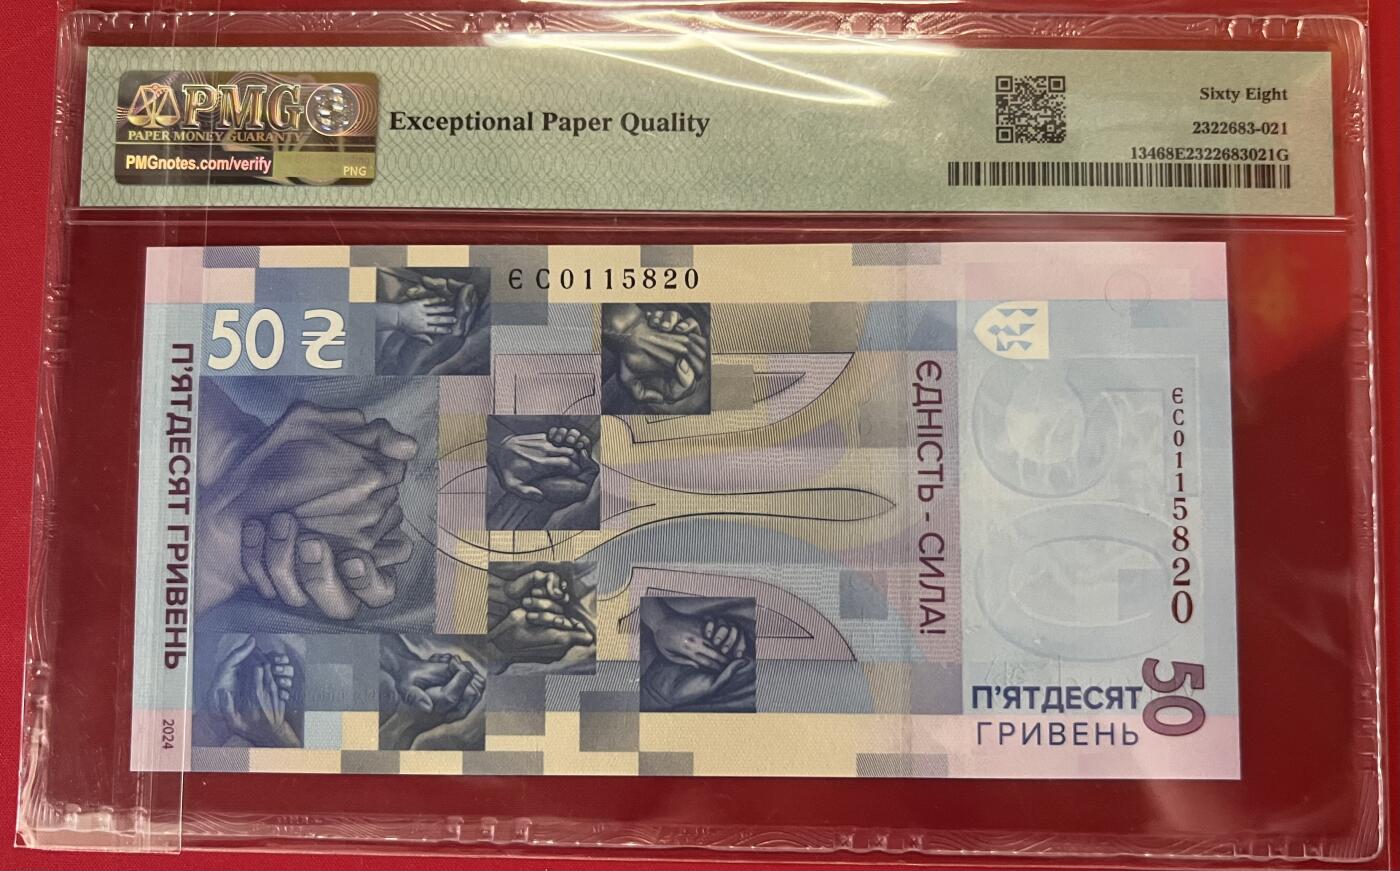 PMG
PAPER MONEY GUARANTY
PMGnotes.com/verify
PNG
Exceptional Paper Quality
Sixty Eight
2322683-021
13468E2322683021G
ЄС0115820
50 ₴
П'ЯТДЕСЯТ ГРИВЕНЬ
2024
ЄДНІСТЬ - СИЛА!
50
ЄС0115820
50
П'ЯТДЕСЯТ
ГРИВЕНЬ